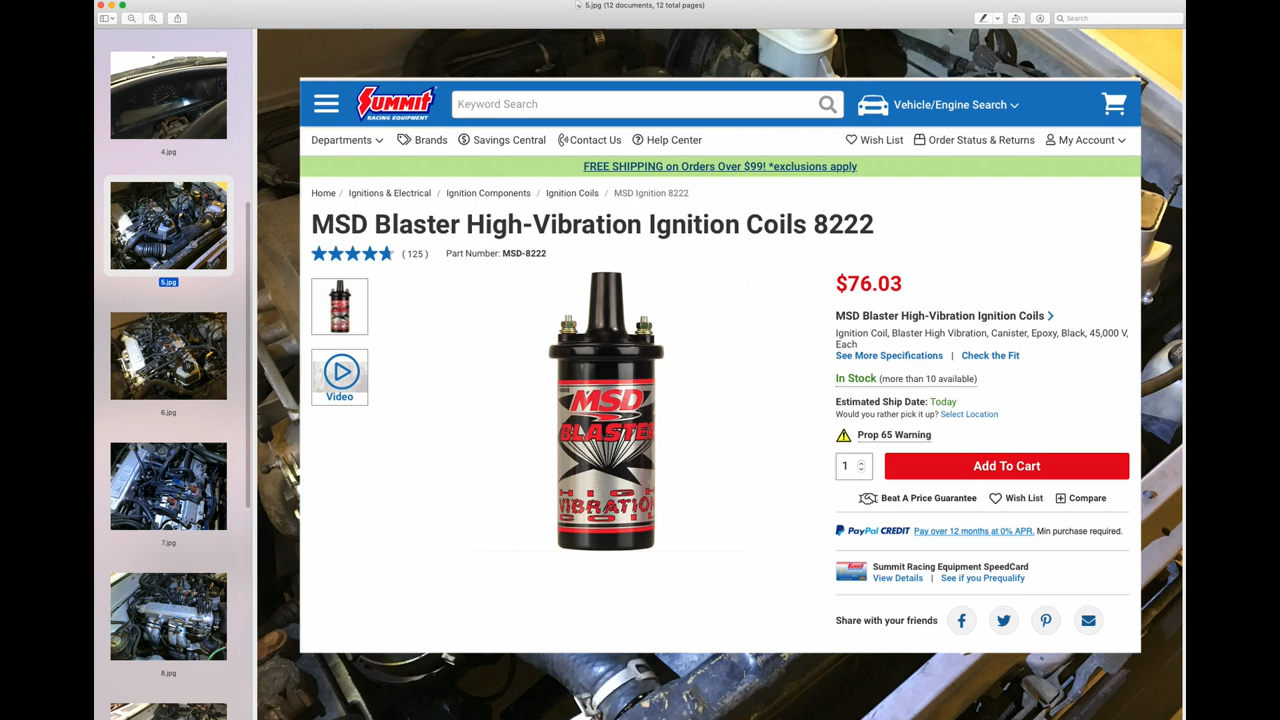 5.jpg (12 documents, 12 total pages)
Search
4.jpg
5.jpg
6.jpg
7.jpg
8.jpg
SUMMIT
RACING EQUIPMENT
Keyword Search
Vehicle/Engine Search
Departments
Brands
Savings Central
Contact Us
Help Center
Wish List
Order Status & Returns
My Account
FREE SHIPPING on Orders Over $99! *exclusions apply
Home / Ignitions & Electrical / Ignition Components / Ignition Coils / MSD Ignition 8222
MSD Blaster High-Vibration Ignition Coils 8222
( 125 ) Part Number: MSD-8222
Video
MSD
BLASTER
HIGH
VIBRATION
COIL
$76.03
MSD Blaster High-Vibration Ignition Coils
Ignition Coil, Blaster High Vibration, Canister, Epoxy, Black, 45,000 V,
Each
See More Specifications | Check the Fit
In Stock (more than 10 available)
Estimated Ship Date: Today
Would you rather pick it up? Select Location
Prop 65 Warning
1
Add To Cart
Beat A Price Guarantee
Wish List
Compare
PayPal CREDIT Pay over 12 months at 0% APR. Min purchase required.
Summit Racing Equipment SpeedCard
View Details | See if you Prequalify
Share with your friends